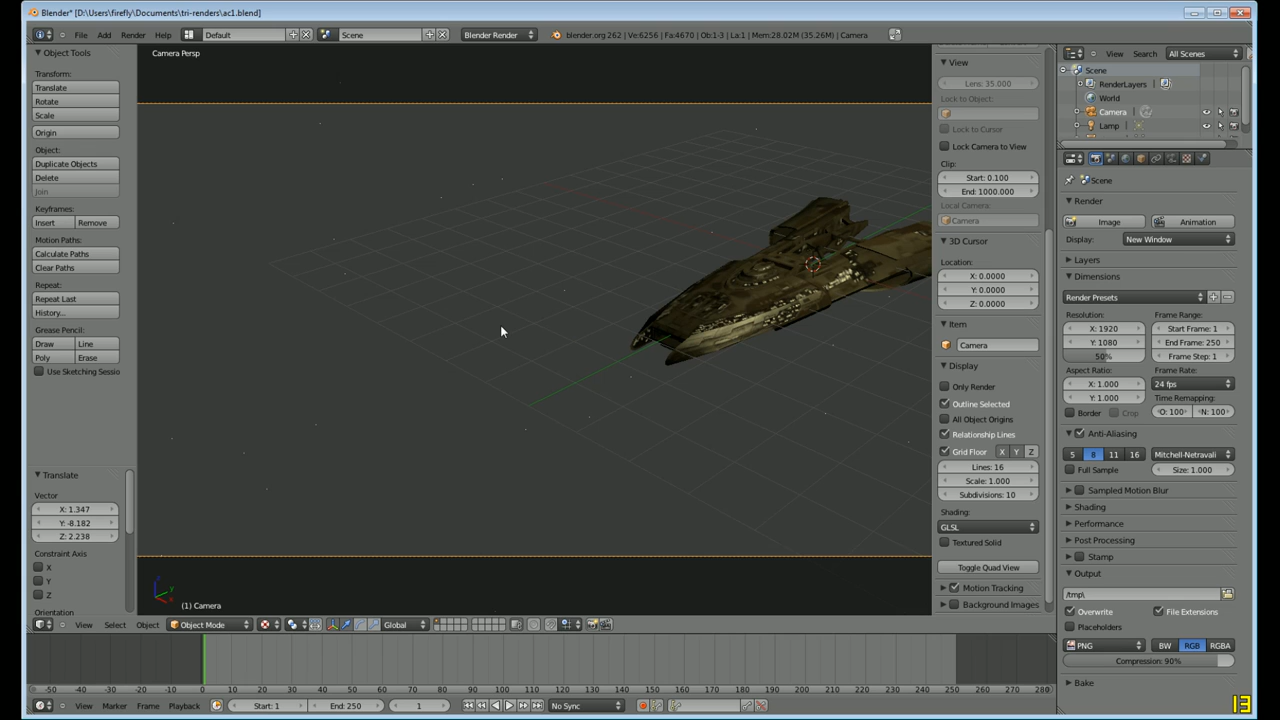 Blender* [D:\Users\firefly\Documents\tri-renders\ac1.blend]
File Add Render Help Default Scene Blender Render blender.org 262 | Ve:6256 | Fa:4670 | Ob:1-3 | La:1 | Mem:28.02M (35.26M) | Camera
Object Tools
Transform:
Translate
Rotate
Scale
Origin
Object:
Duplicate Objects
Delete
Join
Keyframes:
Insert Remove
Motion Paths:
Calculate Paths
Clear Paths
Repeat:
Repeat Last
History...
Grease Pencil:
Draw Line
Poly Erase
Use Sketching Sessio
Translate
Vector
X: 1.347
Y: -8.182
Z: 2.238
Constraint Axis
X
Y
Z
Orientation
Camera Persp
(1) Camera
View
Lens: 35.000
Lock to Object:
Lock to Cursor
Lock Camera to View
Clip:
Start: 0.100
End: 1000.000
Local Camera:
Camera
3D Cursor
Location:
X: 0.0000
Y: 0.0000
Z: 0.0000
Item
Camera
Display
Only Render
Outline Selected
All Object Origins
Relationship Lines
Grid Floor X Y Z
Lines: 16
Scale: 1.000
Subdivisions: 10
Shading:
GLSL
Textured Solid
Toggle Quad View
Motion Tracking
Background Images
View Search All Scenes
Scene
RenderLayers
World
Camera
Lamp
Scene
Render
Image Animation
Display: New Window
Layers
Dimensions
Render Presets
Resolution: Frame Range:
X: 1920 Start Frame: 1
Y: 1080 End Frame: 250
50% Frame Step: 1
Aspect Ratio: Frame Rate:
X: 1.000 24 fps
Y: 1.000 Time Remapping:
Border Crop O: 100 N: 100
Anti-Aliasing
5 8 11 16 Mitchell-Netravali
Full Sample Size: 1.000
Sampled Motion Blur
Shading
Performance
Post Processing
Stamp
Output
/tmp\
Overwrite File Extensions
Placeholders
PNG BW RGB RGBA
Compression: 90%
Bake
View Select Object Object Mode Global
-50 -40 -30 -20 -10 0 10 20 30 40 50 60 70 80 90 100 110 120 130 140 150 160 170 180 190 200 210 220 230 240 250 260 270 280
View Marker Frame Playback Start: 1 End: 250 1 No Sync
13